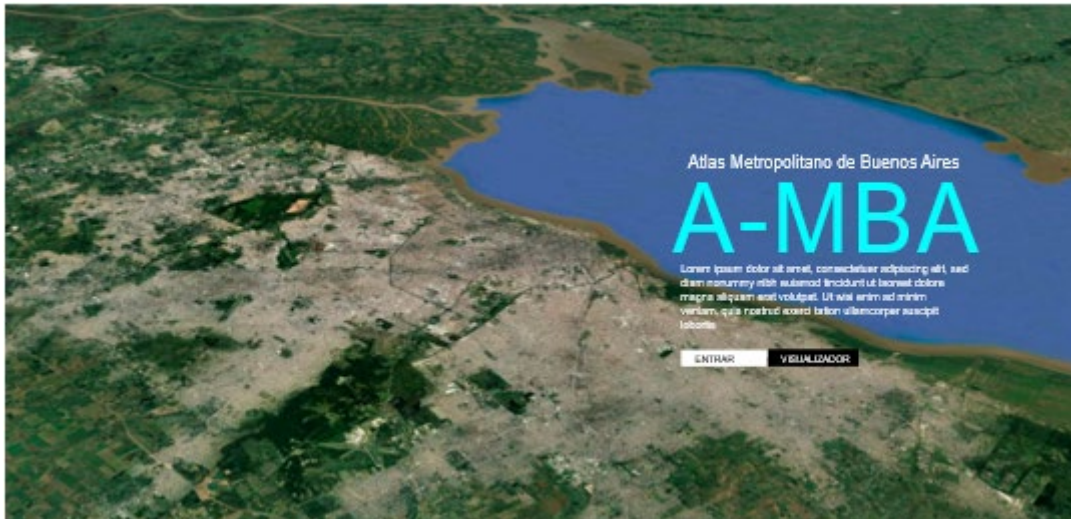 Atlas Metropolitano de Buenos Aires
A-MBA
Lorem ipsum dolor sit amet, consectetuer adipiscing elit, sed
diam nonummy nibh euismod tincidunt ut laoreet dolore
magna aliquam erat volutpat. Ut wisi enim ad minim
veniam, quis nostrud exerci tation ullamcorper suscipit
lobortis
ENTRAR
VISUALIZADOR